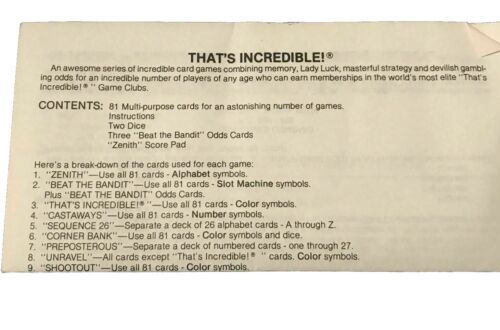 THAT'S INCREDIBLE!®
An awesome series of incredible card games combining memory, Lady Luck, masterful strategy and devilish gambl-
ing odds for an incredible number of players of any age who can earn memberships in the world's most elite "That's
Incredible!® " Game Clubs.
CONTENTS: 81 Multi-purpose cards for an astonishing number of games.
Instructions
Two Dice
Three "Beat the Bandit" Odds Cards
"Zenith" Score Pad
Here's a break-down of the cards used for each game:
1. "ZENITH"—Use all 81 cards - Alphabet symbols.
2. "BEAT THE BANDIT"—Use all 81 cards - Slot Machine symbols.
Plus "BEAT THE BANDIT" Odds Cards.
3. "THAT'S INCREDIBLE!® "—Use all 81 cards - Color symbols.
4. "CASTAWAYS"—Use all 81 cards - Number symbols.
5. "SEQUENCE 26"—Separate a deck of 26 alphabet cards - A through Z.
6. "CORNER BANK"—Use all 81 cards - Color symbols and dice.
7. "PREPOSTEROUS"—Separate a deck of numbered cards - one through 27.
8. "UNRAVEL"—All cards except "That's Incredible!® " cards. Color symbols.
9. "SHOOTOUT"—Use all 81 cards - Color symbols.